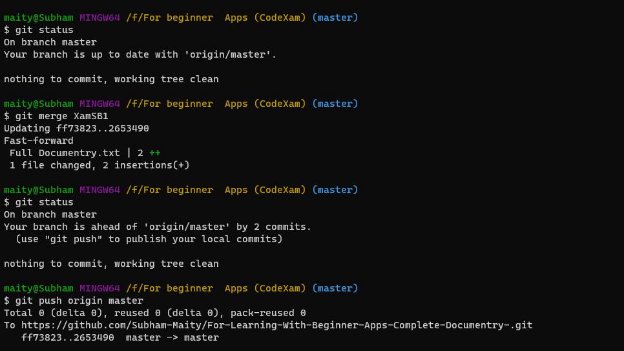 maity@Subham MINGW64 /f/For beginner  Apps (CodeXam) (master)
$ git status
On branch master
Your branch is up to date with 'origin/master'.
nothing to commit, working tree clean
maity@Subham MINGW64 /f/For beginner  Apps (CodeXam) (master)
$ git merge XamSB1
Updating ff73823..2653490
Fast-forward
 Full Documentry.txt | 2 ++
 1 file changed, 2 insertions(+)
maity@Subham MINGW64 /f/For beginner  Apps (CodeXam) (master)
$ git status
On branch master
Your branch is ahead of 'origin/master' by 2 commits.
  (use "git push" to publish your local commits)
nothing to commit, working tree clean
maity@Subham MINGW64 /f/For beginner  Apps (CodeXam) (master)
$ git push origin master
Total 0 (delta 0), reused 0 (delta 0), pack-reused 0
To https://github.com/Subham-Maity/For-Learning-With-Beginner-Apps-Complete-Documentry-.git
   ff73823..2653490  master -> master